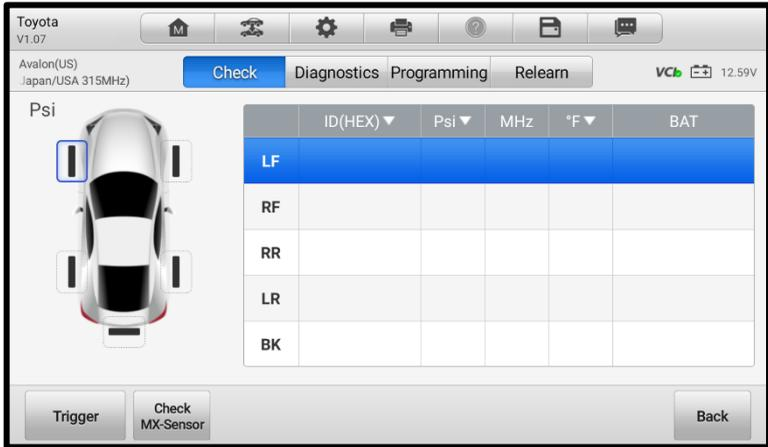 Toyota
V1.07
M
?
Avalon(US)
Japan/USA 315MHz)
Check Diagnostics Programming Relearn
VCI 12.59V
Psi
ID(HEX)▼ Psi▼ MHz °F▼ BAT
LF
RF
RR
LR
BK
Trigger
Check
MX-Sensor
Back